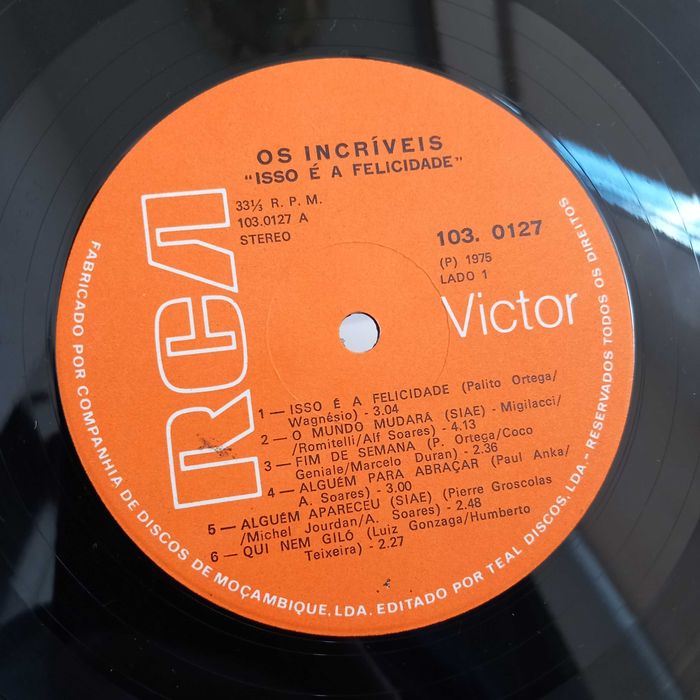 OS INCRÍVEIS
"ISSO É A FELICIDADE"
33⅓ R. P. M.
103.0127 A
STEREO
103. 0127
(P) 1975
LADO 1
RCA
Victor
1 — ISSO É A FELICIDADE (Palito Ortega/
Wagnésio) - 3.04
2 — O MUNDO MUDARÁ (SIAE) - Migilacci/
/Romitelli/Alf Soares) - 4.13
3 — FIM DE SEMANA (P. Ortega/Coco
Geniale/Marcelo Duran) - 2.36
4 — ALGUÉM PARA ABRAÇAR (Paul Anka/
A. Soares) - 3.00
5 — ALGUÉM APARECEU (SIAE) (Pierre Groscolas
/Michel Jourdan/A. Soares) - 2.48
6 — QUI NEM GILÓ (Luiz Gonzaga/Humberto
Teixeira) - 2.27
FABRICADO POR COMPANHIA DE DISCOS DE MOÇAMBIQUE, LDA. EDITADO POR TEAL DISCOS, LDA. - RESERVADOS TODOS OS DIREITOS